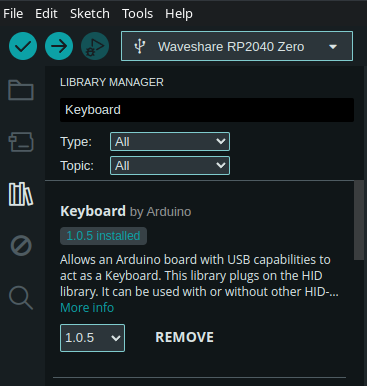 File Edit Sketch Tools Help
Waveshare RP2040 Zero
LIBRARY MANAGER
Keyboard
Type: All
Topic: All
Keyboard by Arduino
1.0.5 installed
Allows an Arduino board with USB capabilities to
act as a Keyboard. This library plugs on the HID
library. It can be used with or without other HID-...
More info
1.0.5 REMOVE